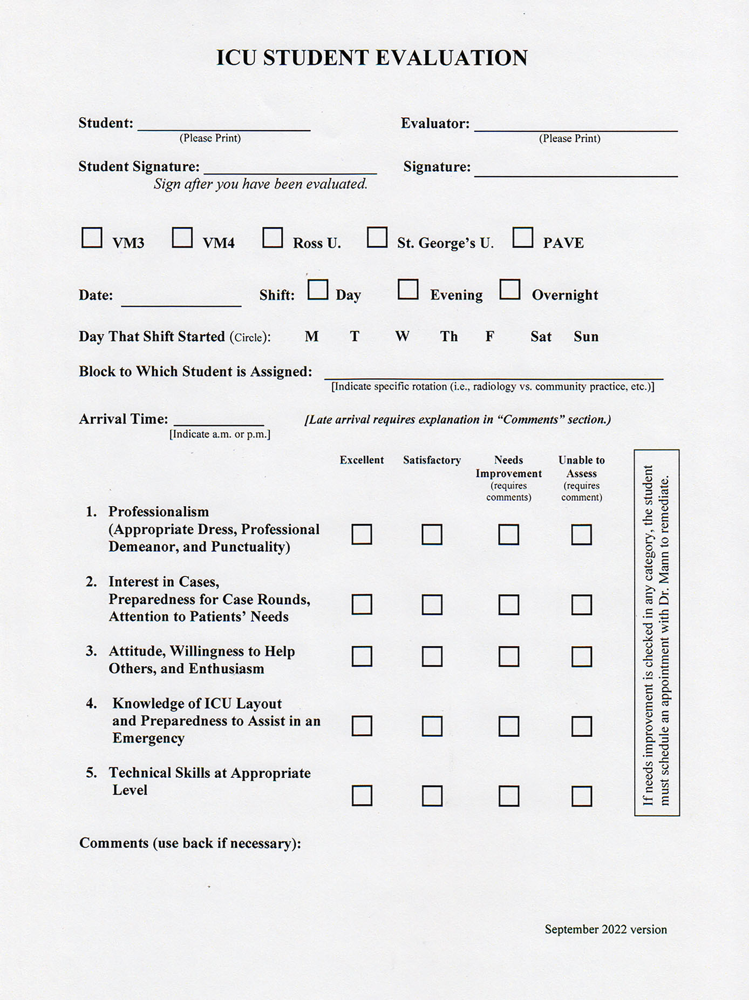 ICU STUDENT EVALUATION
Student: Evaluator:
(Please Print) (Please Print)
Student Signature: Signature:
Sign after you have been evaluated.
VM3 VM4 Ross U. St. George’s U. PAVE
Date: Shift: Day Evening Overnight
Day That Shift Started (Circle): M T W Th F Sat Sun
Block to Which Student is Assigned:
[Indicate specific rotation (i.e., radiology vs. community practice, etc.)]
Arrival Time: [Late arrival requires explanation in “Comments” section.)
[Indicate a.m. or p.m.]
Excellent Satisfactory Needs Unable to
Improvement Assess
(requires (requires
comments) comment)
1. Professionalism
(Appropriate Dress, Professional
Demeanor, and Punctuality)
2. Interest in Cases,
Preparedness for Case Rounds,
Attention to Patients’ Needs
3. Attitude, Willingness to Help
Others, and Enthusiasm
4. Knowledge of ICU Layout
and Preparedness to Assist in an
Emergency
5. Technical Skills at Appropriate
Level
If needs improvement is checked in any category, the student
must schedule an appointment with Dr. Mann to remediate.
Comments (use back if necessary):
September 2022 version